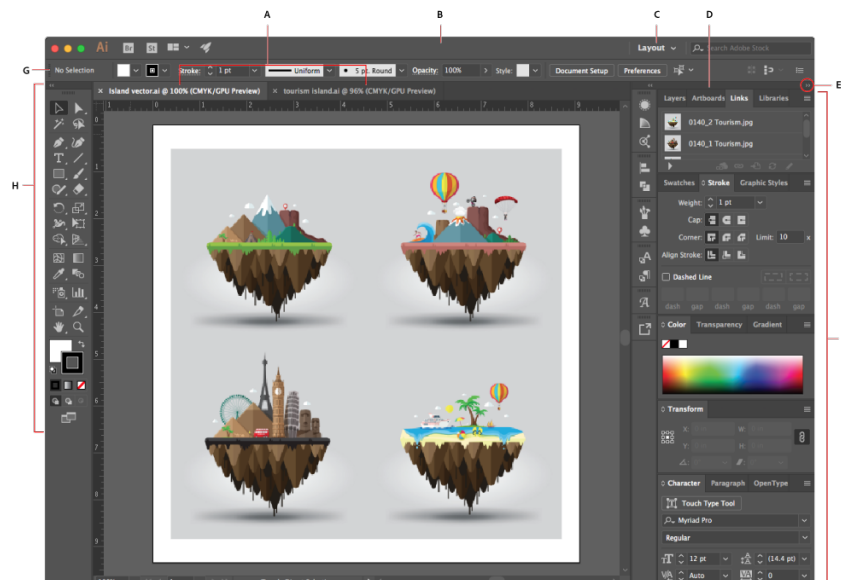 A
B
C
D
Ai Br St Layout Search Adobe Stock
G No Selection Stroke: 1 pt Uniform 5 pt. Round Opacity: 100% Style: Document Setup Preferences
E
× Island vector.ai @ 100% (CMYK/GPU Preview) × tourism island.ai @ 96% (CMYK/GPU Preview)
Layers Artboards Links Libraries
0140_2 Tourism.jpg
0140_1 Tourism.jpg
H
Swatches Stroke Graphic Styles
Weight: 1 pt
Cap:
Corner: Limit: 10 x
Align Stroke:
Dashed Line
dash gap dash gap dash gap
Color Transparency Gradient
Transform
X: W:
Y: H:
Character Paragraph OpenType
Touch Type Tool
Myriad Pro
Regular
12 pt (14.4 pt)
Auto 0